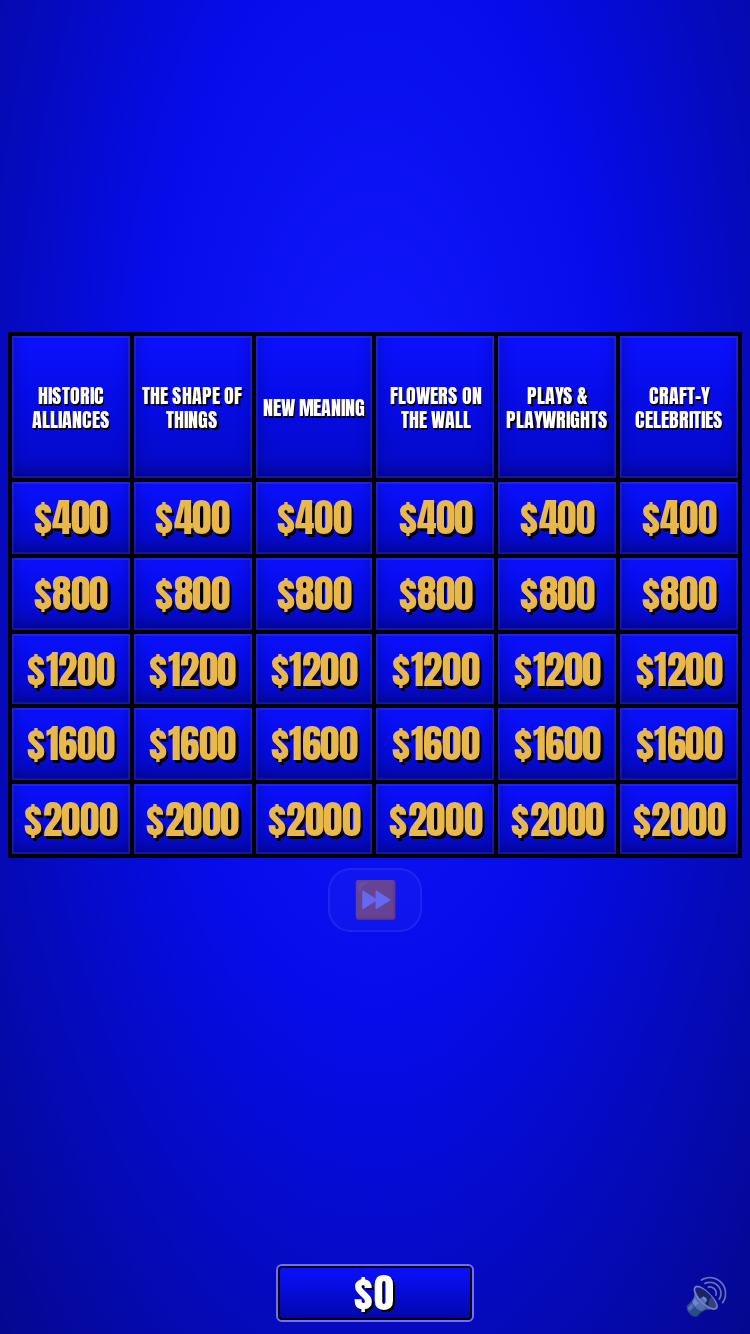 HISTORIC
ALLIANCES
THE SHAPE OF
THINGS
NEW MEANING
FLOWERS ON
THE WALL
PLAYS &
PLAYWRIGHTS
CRAFT-Y
CELEBRITIES
$400 $400 $400 $400 $400 $400
$800 $800 $800 $800 $800 $800
$1200 $1200 $1200 $1200 $1200 $1200
$1600 $1600 $1600 $1600 $1600 $1600
$2000 $2000 $2000 $2000 $2000 $2000
$0